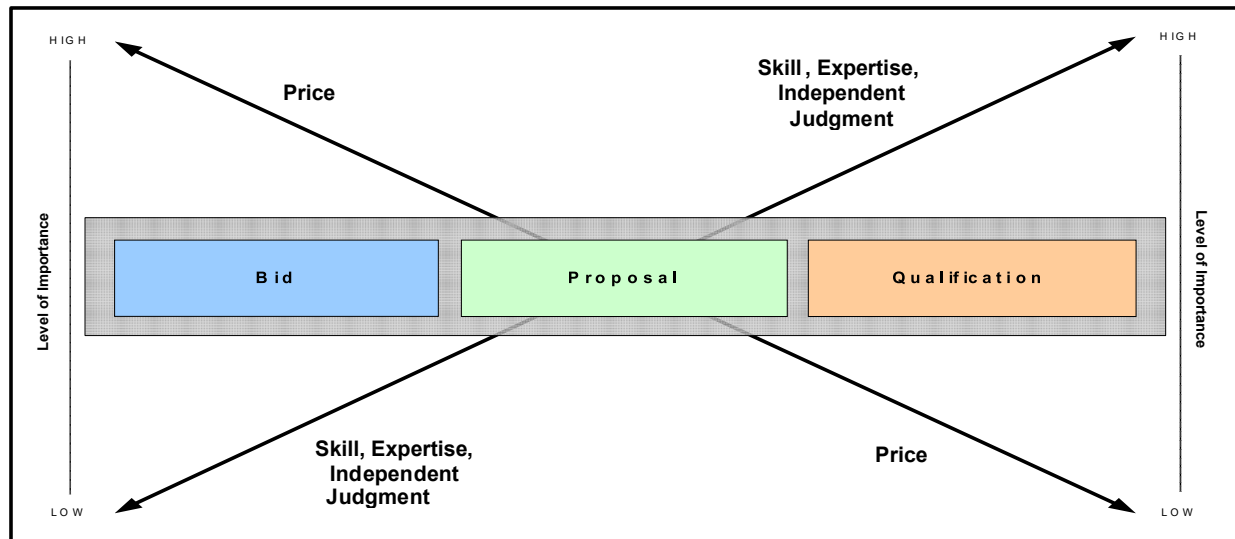 HIGH
HIGH
Price
Skill, Expertise,
Independent
Judgment
Level of Importance
Bid
Proposal
Qualification
Level of Importance
Skill, Expertise,
Independent
Judgment
Price
LOW
LOW